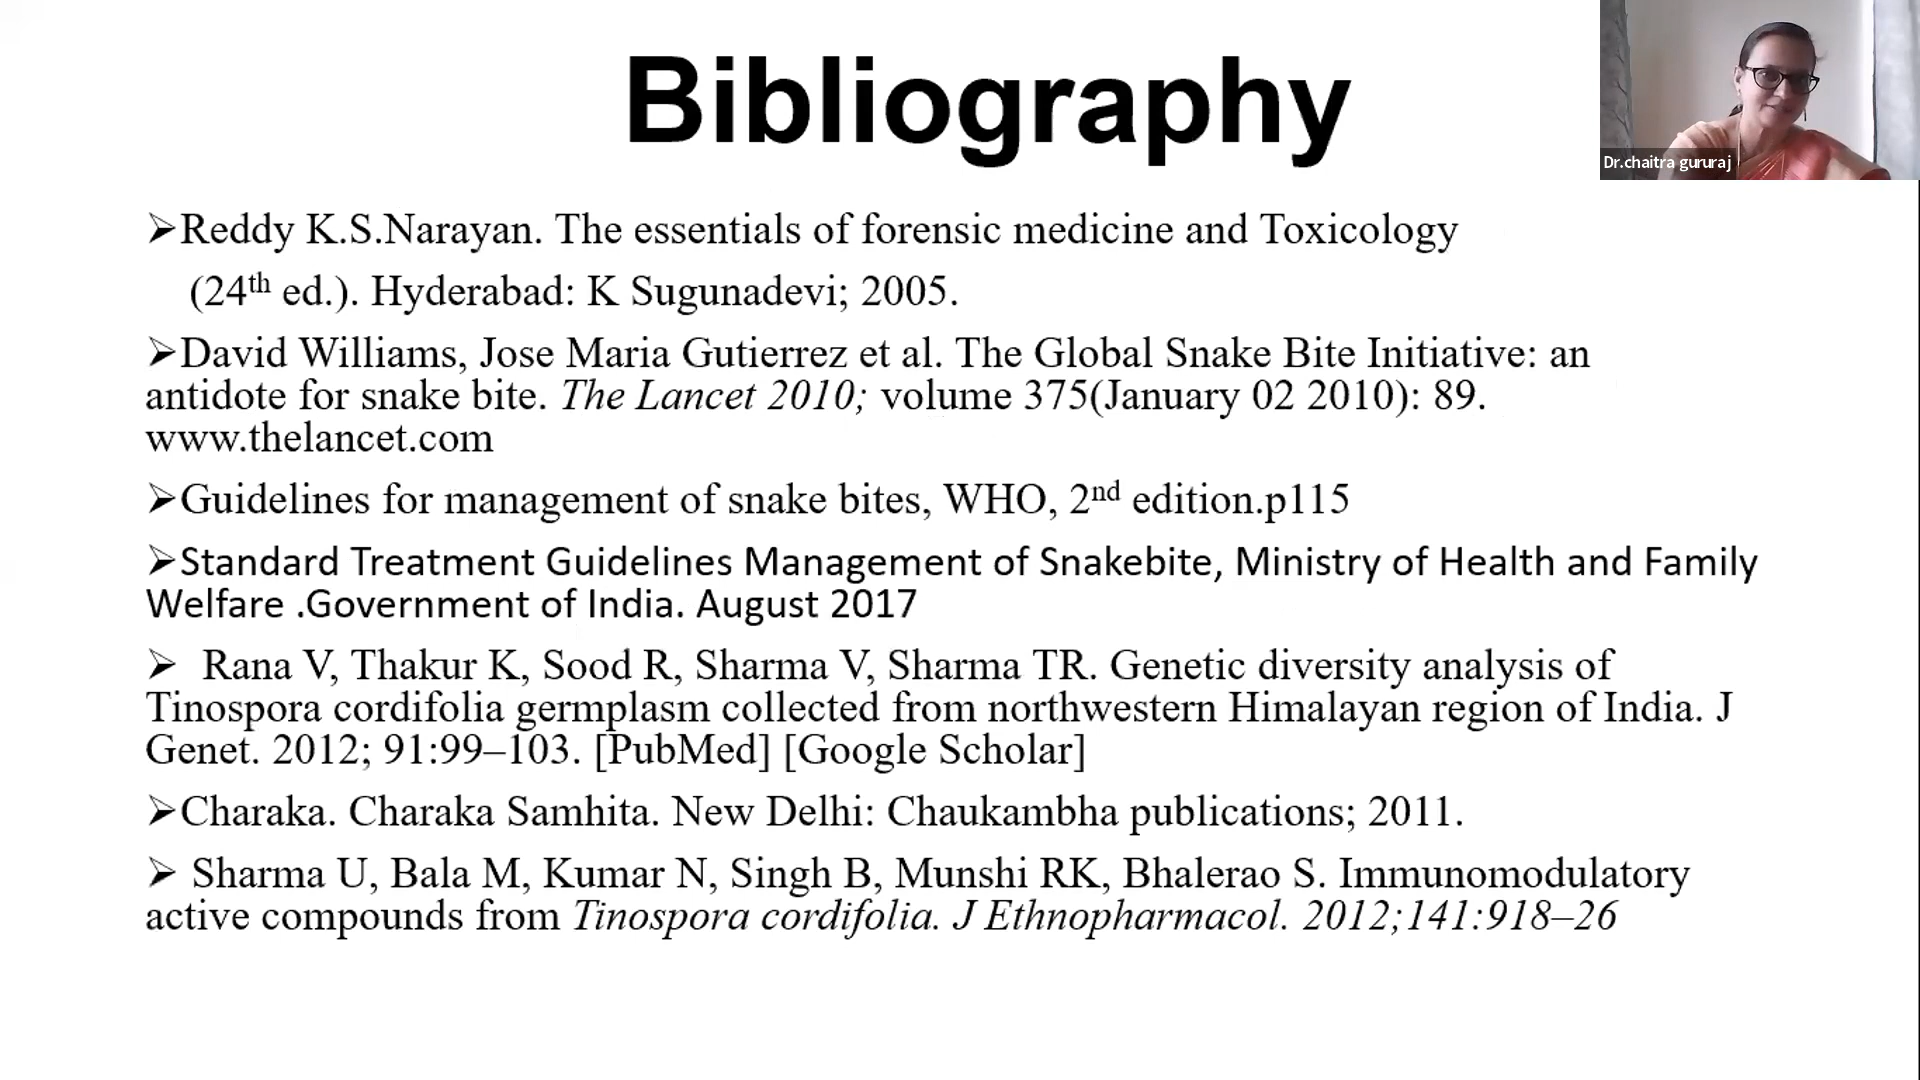 Bibliography
Dr.chaitra gururaj
➢Reddy K.S.Narayan. The essentials of forensic medicine and Toxicology
(24th ed.). Hyderabad: K Sugunadevi; 2005.
➢David Williams, Jose Maria Gutierrez et al. The Global Snake Bite Initiative: an
antidote for snake bite. The Lancet 2010; volume 375(January 02 2010): 89.
www.thelancet.com
➢Guidelines for management of snake bites, WHO, 2nd edition.p115
➢Standard Treatment Guidelines Management of Snakebite, Ministry of Health and Family
Welfare .Government of India. August 2017
➢ Rana V, Thakur K, Sood R, Sharma V, Sharma TR. Genetic diversity analysis of
Tinospora cordifolia germplasm collected from northwestern Himalayan region of India. J
Genet. 2012; 91:99–103. [PubMed] [Google Scholar]
➢Charaka. Charaka Samhita. New Delhi: Chaukambha publications; 2011.
➢ Sharma U, Bala M, Kumar N, Singh B, Munshi RK, Bhalerao S. Immunomodulatory
active compounds from Tinospora cordifolia. J Ethnopharmacol. 2012;141:918–26